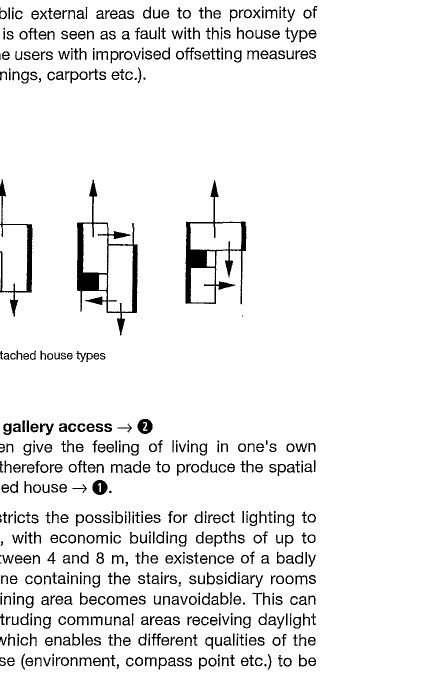 blic external areas due to the proximity of
is often seen as a fault with this house type
e users with improvised offsetting measures
nings, carports etc.).
tached house types
gallery access → ❷
en give the feeling of living in one's own
therefore often made to produce the spatial
ed house → ❶.
stricts the possibilities for direct lighting to
, with economic building depths of up to
tween 4 and 8 m, the existence of a badly
ne containing the stairs, subsidiary rooms
ining area becomes unavoidable. This can
truding communal areas receiving daylight
which enables the different qualities of the
se (environment, compass point etc.) to be